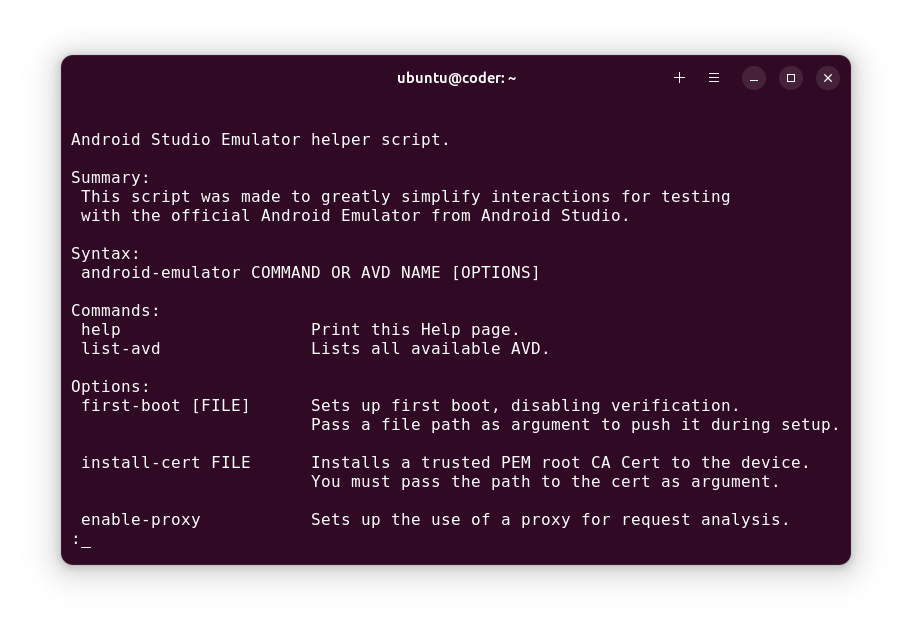 ubuntu@coder: ~
Android Studio Emulator helper script.
Summary:
This script was made to greatly simplify interactions for testing
with the official Android Emulator from Android Studio.
Syntax:
android-emulator COMMAND OR AVD NAME [OPTIONS]
Commands:
help Print this Help page.
list-avd Lists all available AVD.
Options:
first-boot [FILE] Sets up first boot, disabling verification.
Pass a file path as argument to push it during setup.
install-cert FILE Installs a trusted PEM root CA Cert to the device.
You must pass the path to the cert as argument.
enable-proxy Sets up the use of a proxy for request analysis.
:_